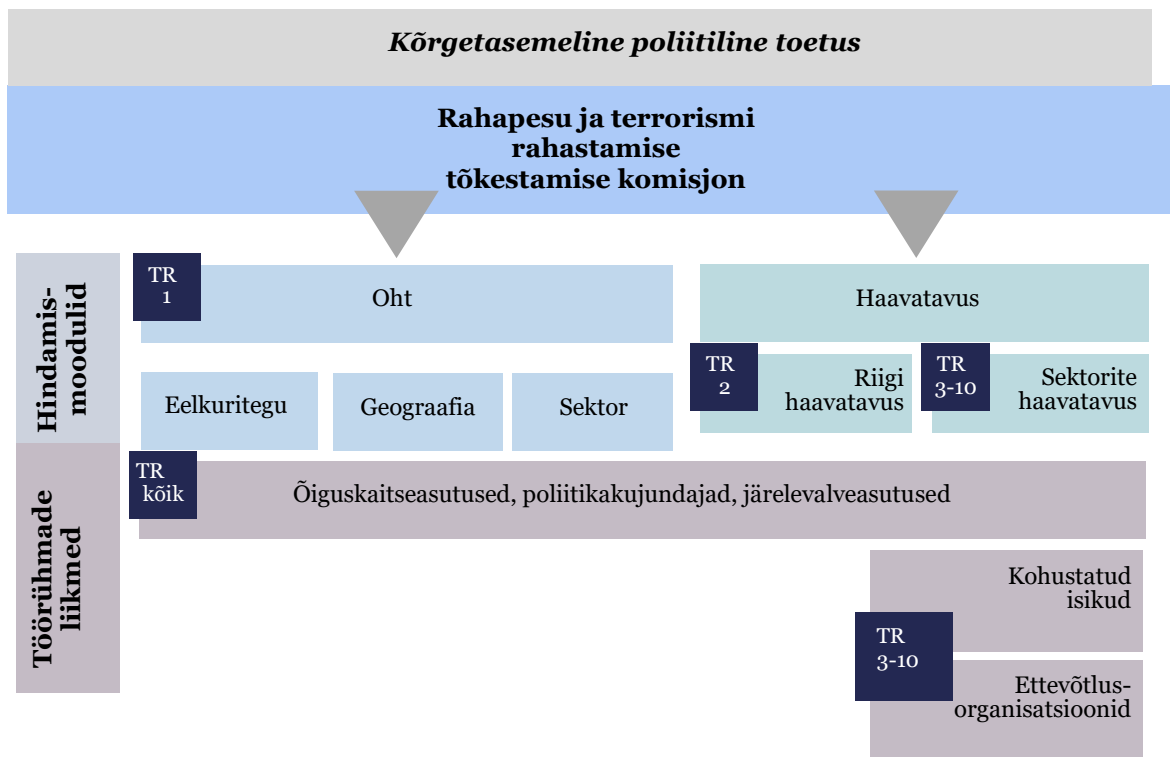 Kõrgetasemeline poliitiline toetus
Rahapesu ja terrorismi
rahastamise
tõkestamise komisjon
Hindamis-
moodulid
TR
1
Oht
Haavatavus
Eelkuritegu
Geograafia
Sektor
TR
2
Riigi
haavatavus
TR
3-10
Sektorite
haavatavus
Töörühmade
liikmed
TR
kõik
Õiguskaitseasutused, poliitikakujundajad, järelevalveasutused
TR
3-10
Kohustatud
isikud
Ettevõtlus-
organisatsioonid